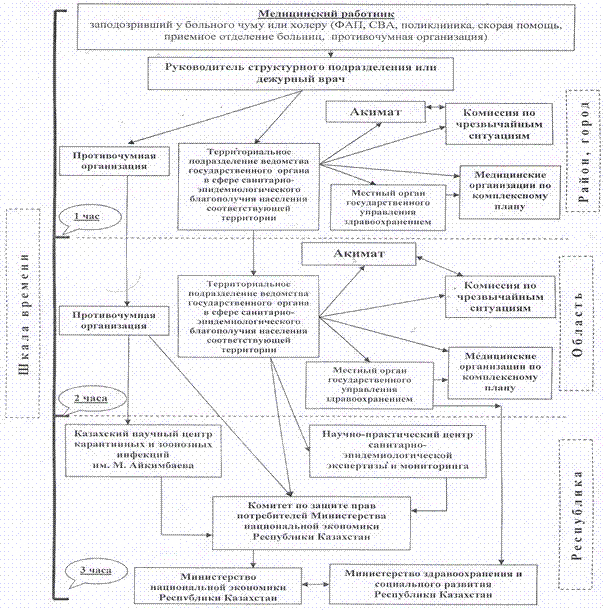 Медицинский работник
заподозривший у больного чуму или холеру (ФАП, СВА, поликлиника, скорая помощь,
приемное отделение больниц, противочумная организация)
Руководитель структурного подразделения или
дежурный врач
Акимат
Комиссия по
чрезвычайным
ситуациям
Противочумная
организация
Территориальное
подразделение ведомства
государственного органа
в сфере санитарно-
эпидемиологического
благополучия населения
соответствующей
территории
Медицинские
организации по
комплексному
плану
Местный орган
государственного
управления
здравоохранением
Район, город
1 час
Шкала времени
Акимат
Комиссия по
чрезвычайным
ситуациям
Противочумная
организация
Территориальное
подразделение ведомства
государственного органа
в сфере санитарно-
эпидемиологического
благополучия населения
соответствующей
территории
Медицинские
организации по
комплексному
плану
Местный орган
государственного
управления
здравоохранением
Область
2 часа
Казахский научный центр
карантивных и зоопозных
инфекций
им. М. Айкимбаева
Научно-практический центр
санитарно-
эпидемиологической
экспертизы и мониторинга
Комитет по защите прав
потребителей Министерства
национальной экономики
Республики Казахстан
Республика
3 часа
Министерство
национальной экономики
Республики Казахстан
Министерство здравоохранения и
социального развития
Республики Казахстан